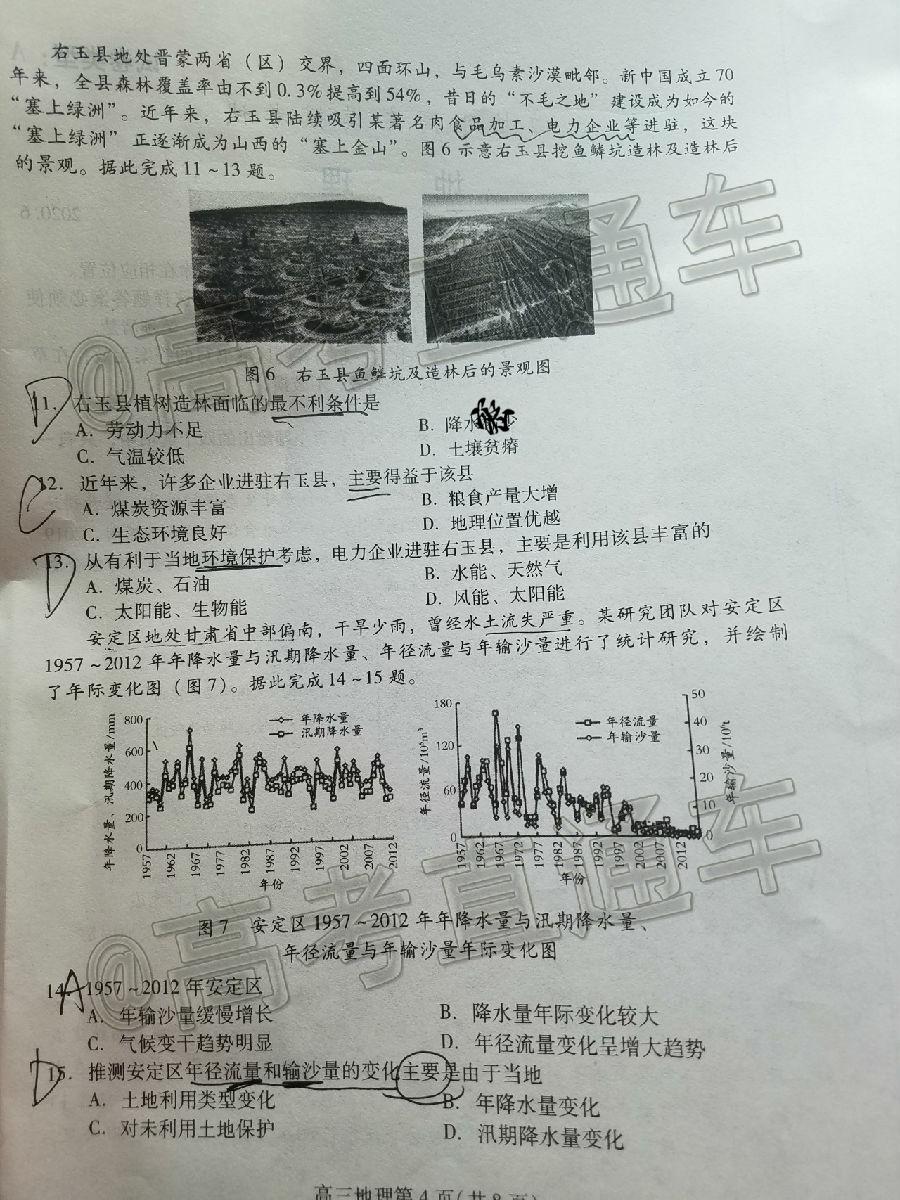 右玉县地处晋蒙两省（区）交界，四面环山，与毛乌素沙漠毗邻。新中国成立70
年来，全县森林覆盖率由不到0.3%提高到54%，昔日的“不毛之地”建设成为如今的
“塞上绿洲”。近年来，右玉县陆续吸引某著名肉食品加工、电力企业等进驻，这块
“塞上绿洲”正逐渐成为山西的“塞上金山”。图6示意右玉县挖鱼鳞坑造林及造林后
的景观。据此完成11～13题。
图6 右玉县鱼鳞坑及造林后的景观图
D
11. 右玉县植树造林面临的最不利条件是
A. 劳动力不足
B. 降水
C. 气温较低
D. 土壤贫瘠
C
12. 近年来，许多企业进驻右玉县，主要得益于该县
A. 煤炭资源丰富
B. 粮食产量大增
C. 生态环境良好
D. 地理位置优越
D
13. 从有利于当地环境保护考虑，电力企业进驻右玉县，主要是利用该县丰富的
A. 煤炭、石油
B. 水能、天然气
C. 太阳能、生物能
D. 风能、太阳能
安定区地处甘肃省中部偏南，干旱少雨，曾经水土流失严重。某研究团队对安定区
1957～2012年年降水量与汛期降水量、年径流量与年输沙量进行了统计研究，并绘制
了年际变化图（图7）。据此完成14～15题。
年降水量、汛期降水量/mm
800
600
400
200
0
年降水量
汛期降水量
1957 1962 1967 1977 1982 1987 1992 1997 2002 2007 2012
年份
年径流量/10⁶m³
180
120
60
0
年径流量
年输沙量
50
40
30
20
10
0
年输沙量/10⁶t
1957 1962 1967 1972 1977 1982 1987 1992 1997 2002 2007 2012
年份
图7 安定区1957～2012年年降水量与汛期降水量、
年径流量与年输沙量年际变化图
A
14. 1957～2012年安定区
A. 年输沙量缓慢增长
B. 降水量年际变化较大
C. 气候变干趋势明显
D. 年径流量变化呈增大趋势
D
15. 推测安定区年径流量和输沙量的变化主要是由于当地
A. 土地利用类型变化
B. 年降水量变化
C. 对未利用土地保护
D. 汛期降水量变化
高三地理第4页(共8页)
@高考直通车
@高考直通车